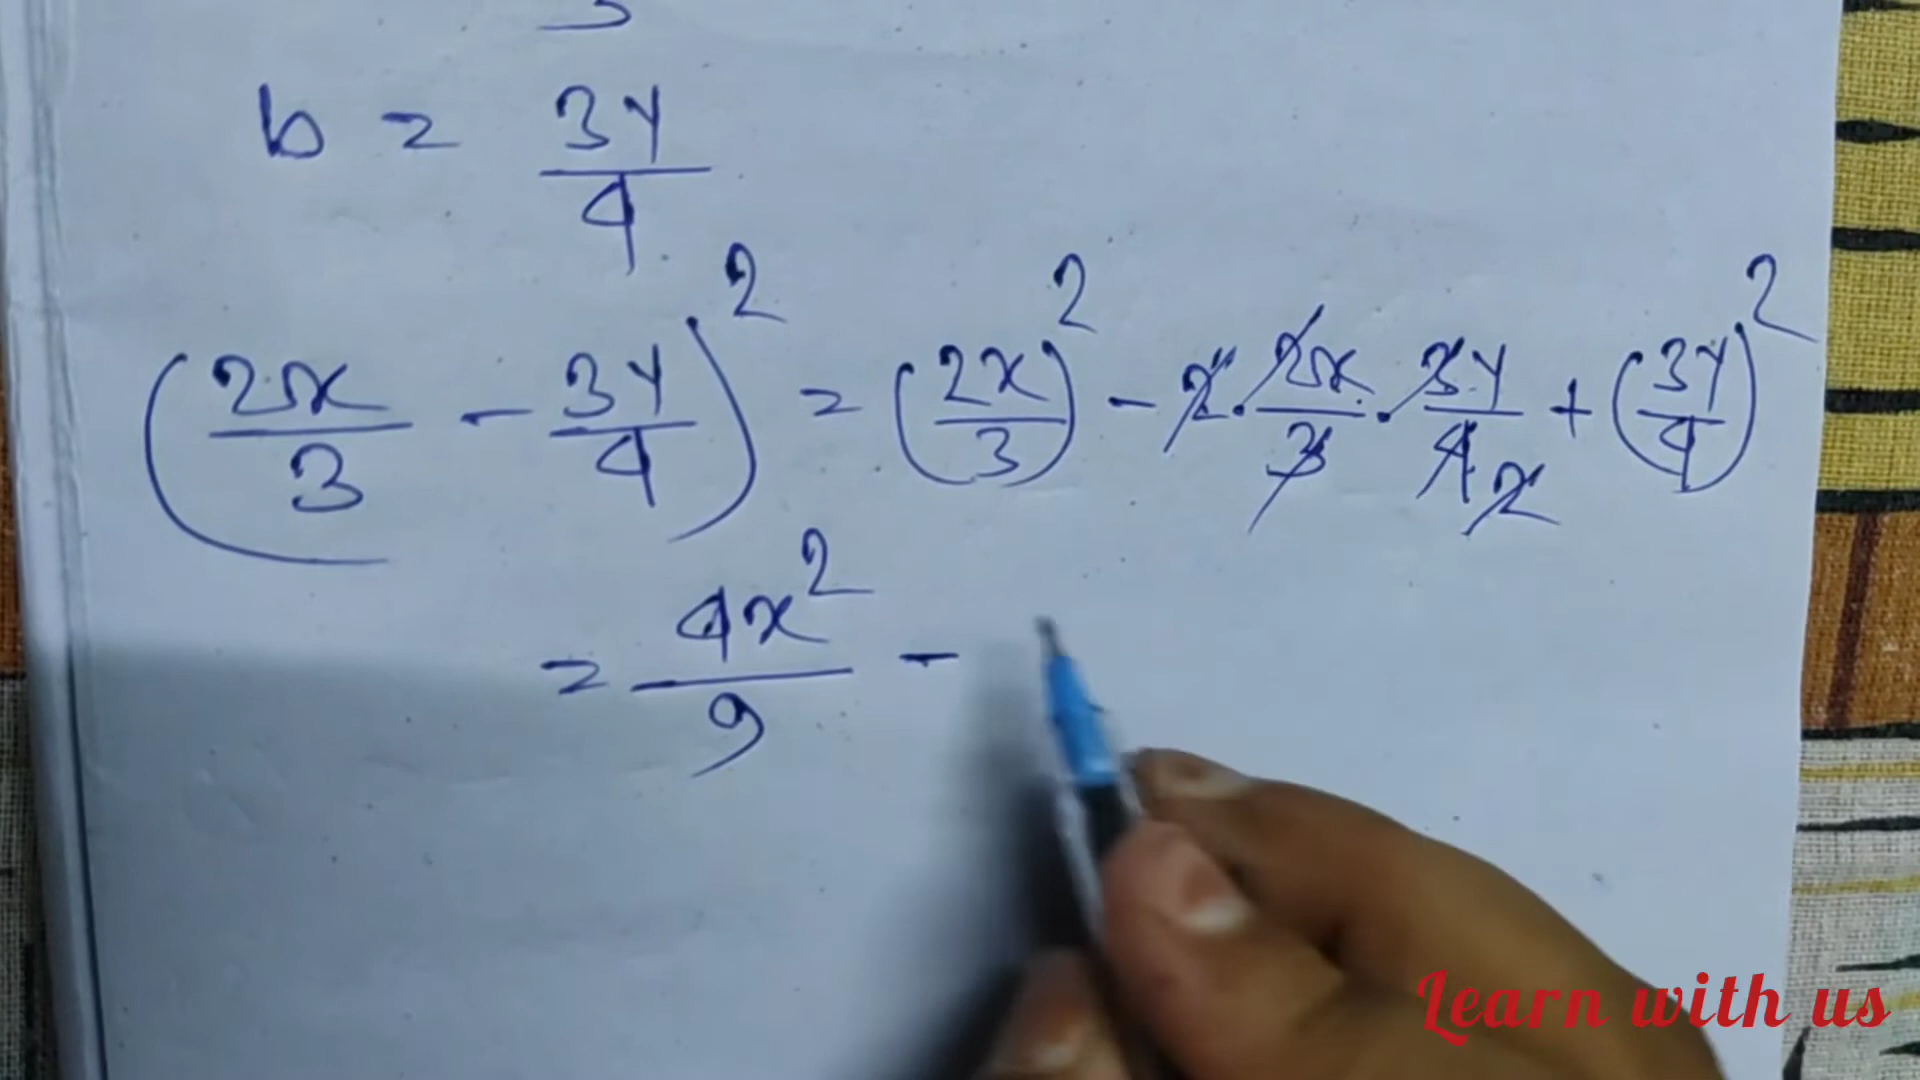 b = 3y/4
(2x/3 - 3y/4)² = (2x/3)² - 2 · 2x/3 · 3y/4 2 + (3y/4)²
= 4x²/9 -
Learn with us